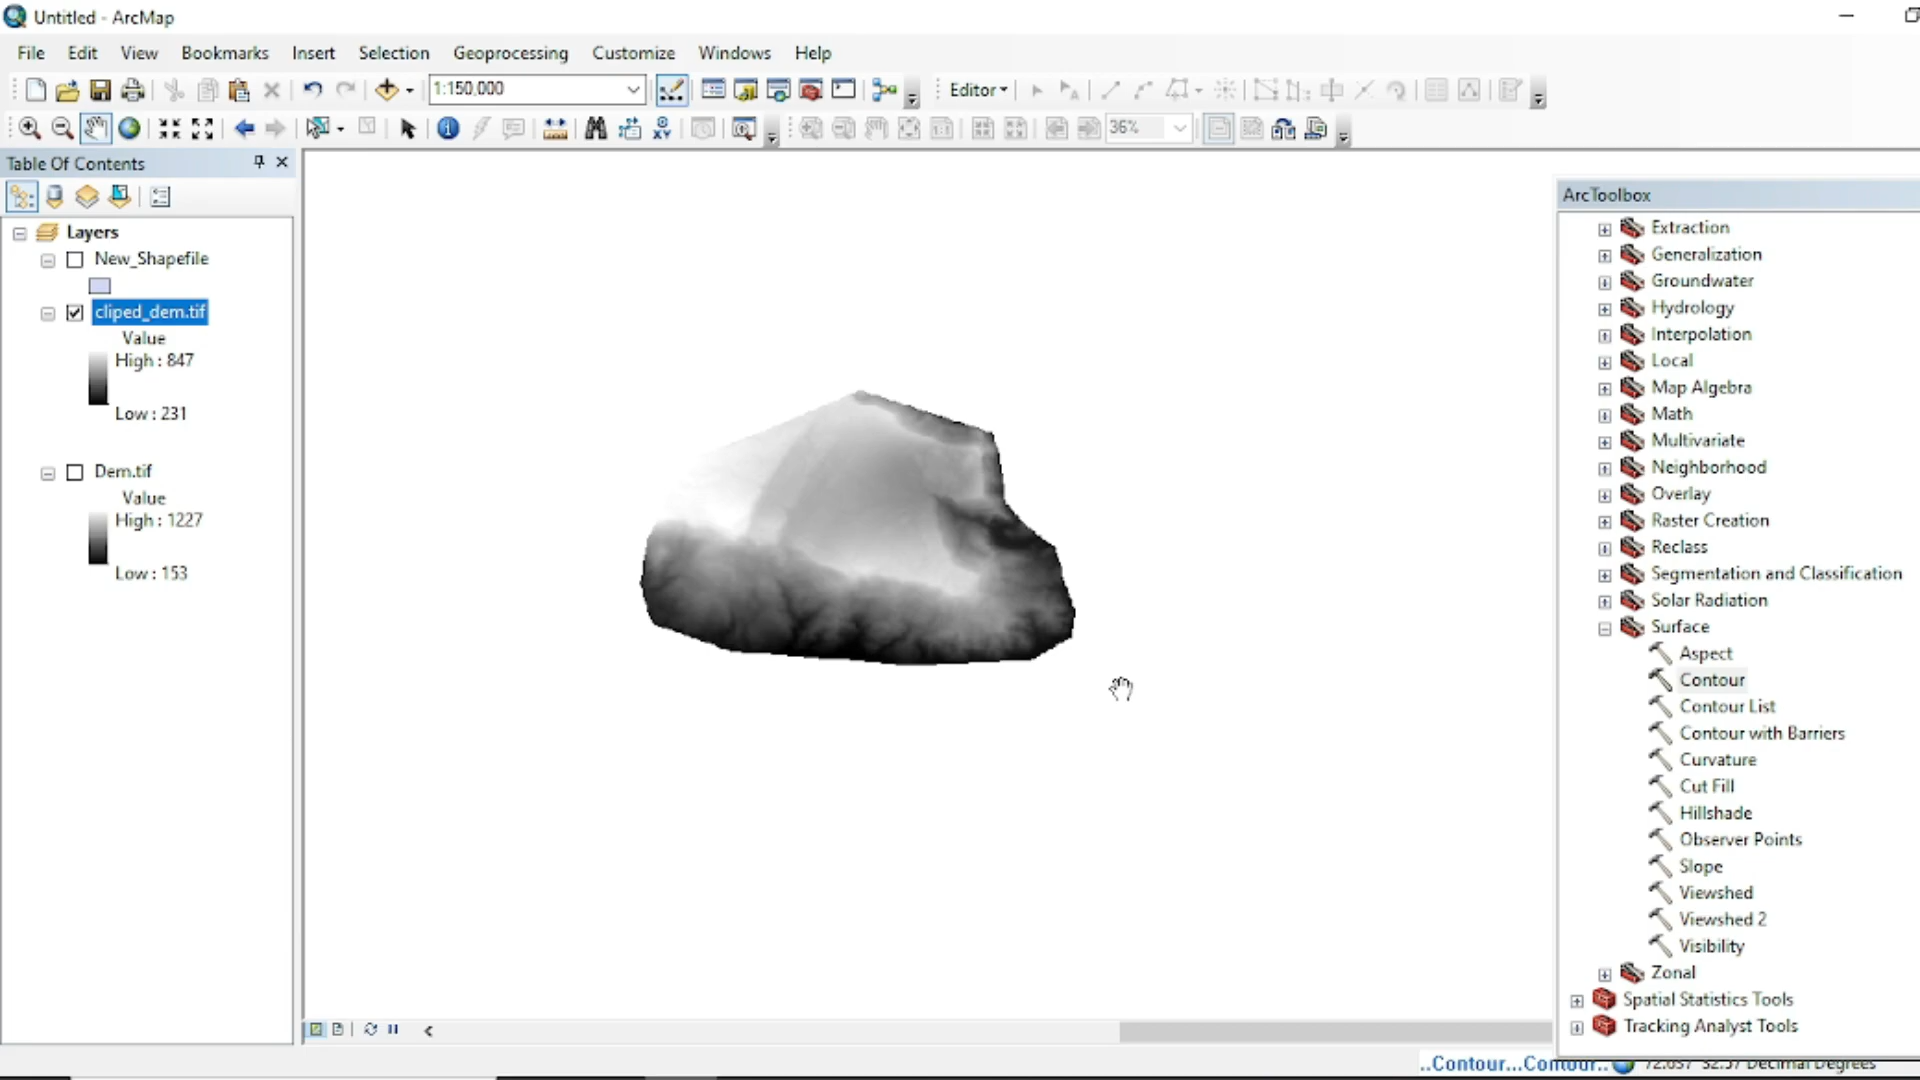 Untitled - ArcMap
File Edit View Bookmarks Insert Selection Geoprocessing Customize Windows Help
1:150,000
Editor
36%
Table Of Contents
Layers
New_Shapefile
cliped_dem.tif
Value
High : 847
Low : 231
Dem.tif
Value
High : 1227
Low : 153
ArcToolbox
Extraction
Generalization
Groundwater
Hydrology
Interpolation
Local
Map Algebra
Math
Multivariate
Neighborhood
Overlay
Raster Creation
Reclass
Segmentation and Classification
Solar Radiation
Surface
Aspect
Contour
Contour List
Contour with Barriers
Curvature
Cut Fill
Hillshade
Observer Points
Slope
Viewshed
Viewshed 2
Visibility
Zonal
Spatial Statistics Tools
Tracking Analyst Tools
..Contour...Contour.. Decimal Degrees